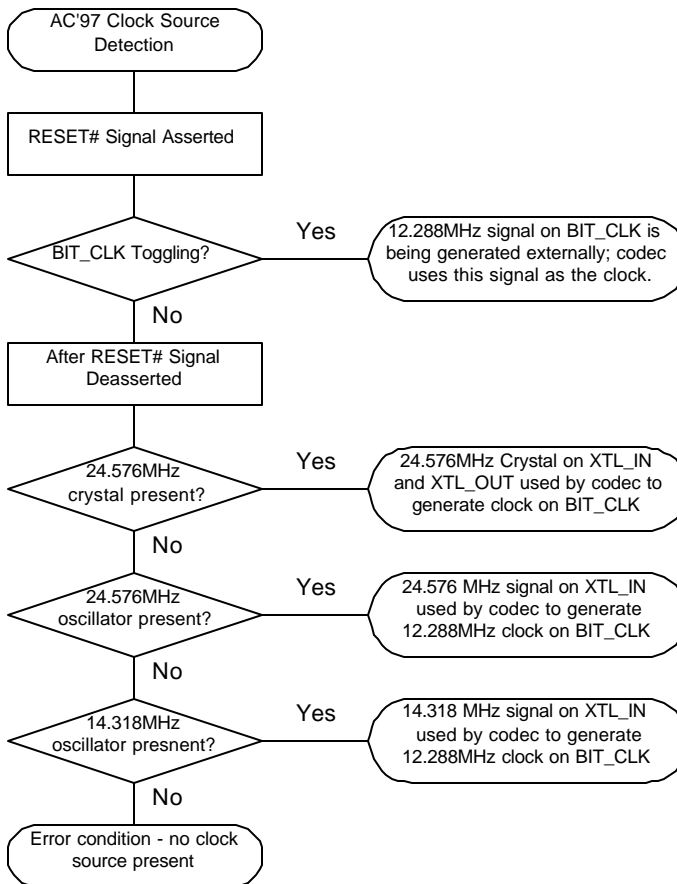 AC'97 Clock Source
Detection
RESET# Signal Asserted
BIT_CLK Toggling?
Yes
12.288MHz signal on BIT_CLK is
being generated externally; codec
uses this signal as the clock.
No
After RESET# Signal
Deasserted
24.576MHz
crystal present?
Yes
24.576MHz Crystal on XTL_IN
and XTL_OUT used by codec to
generate clock on BIT_CLK
No
24.576MHz
oscillator present?
Yes
24.576 MHz signal on XTL_IN
used by codec to generate
12.288MHz clock on BIT_CLK
No
14.318MHz
oscillator presnent?
Yes
14.318 MHz signal on XTL_IN
used by codec to generate
12.288MHz clock on BIT_CLK
No
Error condition - no clock
source present